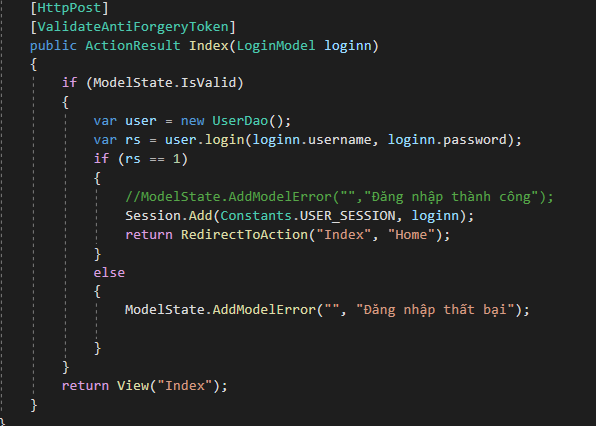 [HttpPost]
[ValidateAntiForgeryToken]
public ActionResult Index(LoginModel loginn)
{
if (ModelState.IsValid)
{
var user = new UserDao();
var rs = user.login(loginn.username, loginn.password);
if (rs == 1)
{
//ModelState.AddModelError("","Đăng nhập thành công");
Session.Add(Constants.USER_SESSION, loginn);
return RedirectToAction("Index", "Home");
}
else
{
ModelState.AddModelError("", "Đăng nhập thất bại");
}
}
return View("Index");
}
}